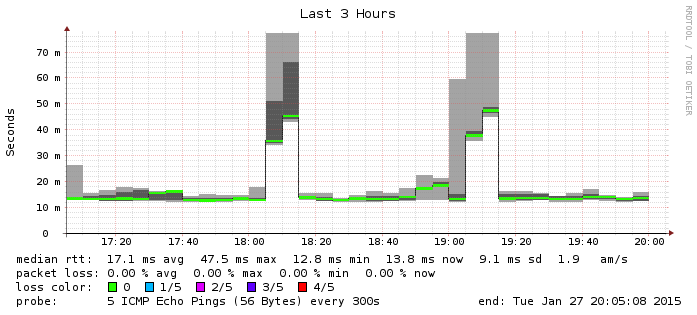 Last 3 Hours
RRDTOOL / TOBI OETIKER
Seconds
70 m
60 m
50 m
40 m
30 m
20 m
10 m
0
17:20 17:40 18:00 18:20 18:40 19:00 19:20 19:40 20:00
median rtt: 17.1 ms avg 47.5 ms max 12.8 ms min 13.8 ms now 9.1 ms sd 1.9 am/s
packet loss: 0.00 % avg 0.00 % max 0.00 % min 0.00 % now
loss color: 0 1/5 2/5 3/5 4/5
probe: 5 ICMP Echo Pings (56 Bytes) every 300s end: Tue Jan 27 20:05:08 2015